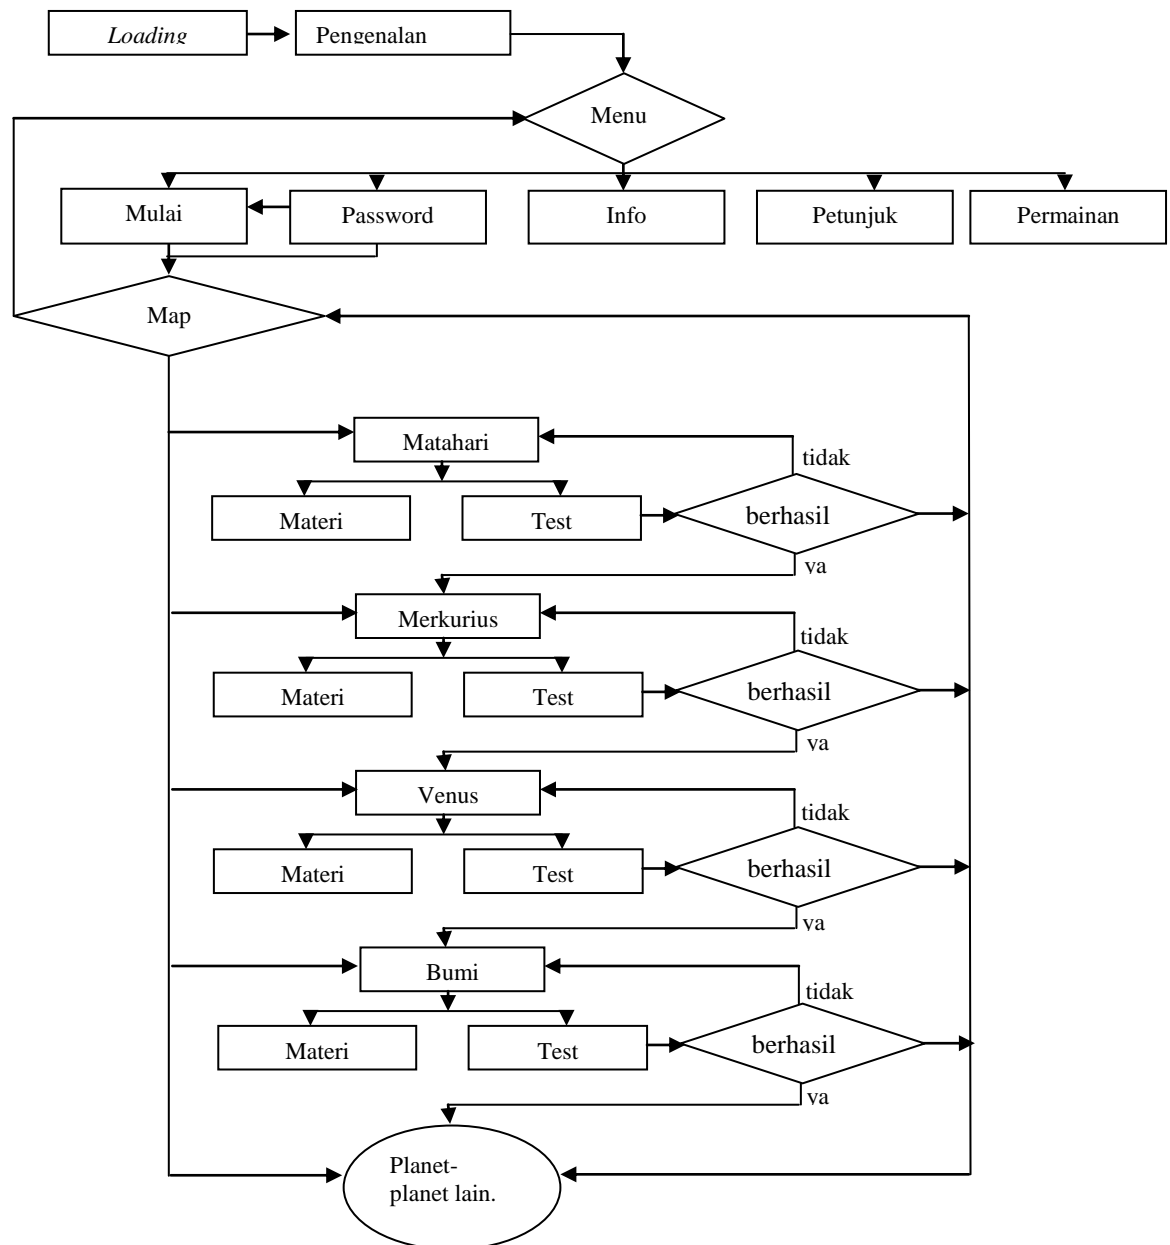 Loading
Pengenalan
Menu
Mulai
Password
Info
Petunjuk
Permainan
Map
Matahari
tidak
Materi
Test
berhasil
ya
Merkurius
tidak
Materi
Test
berhasil
ya
Venus
tidak
Materi
Test
berhasil
ya
Bumi
tidak
Materi
Test
berhasil
ya
Planet-
planet lain.